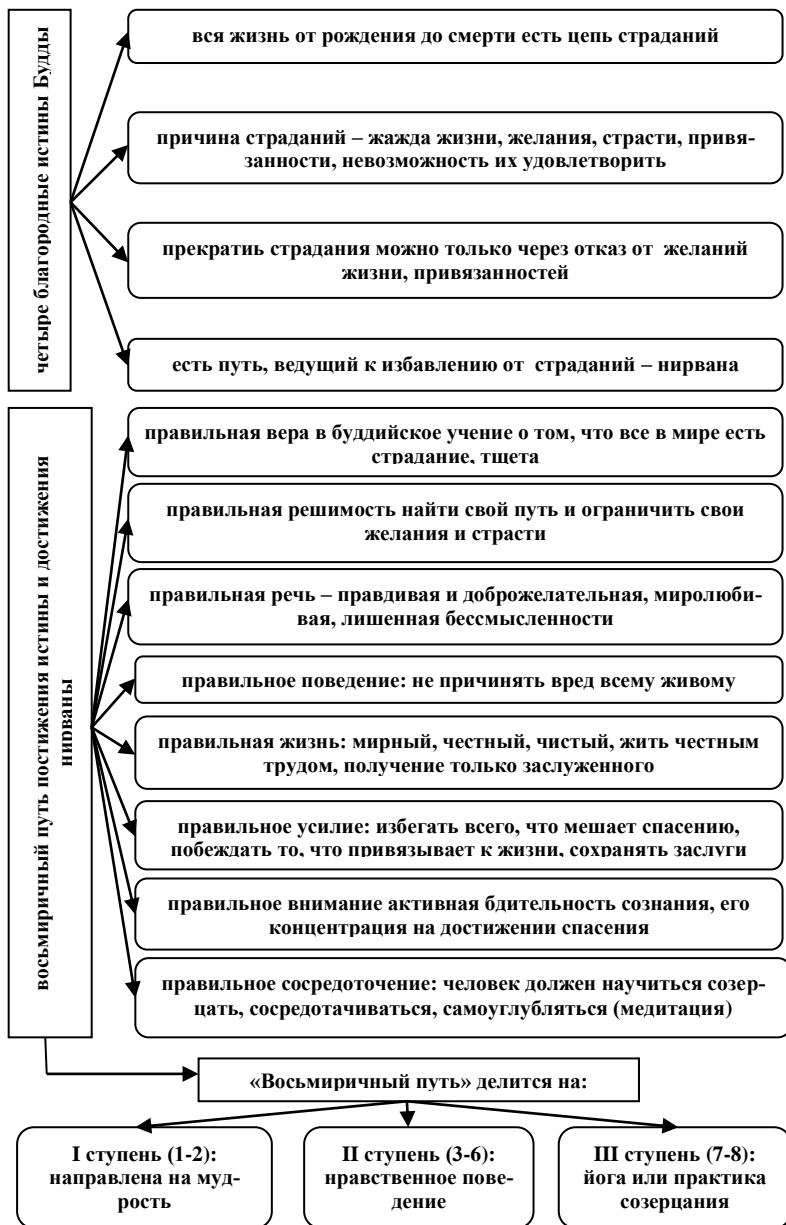 четыре благородные истины Будды
вся жизнь от рождения до смерти есть цепь страданий
причина страданий – жажда жизни, желания, страсти, привя-
занности, невозможность их удовлетворить
прекратиь страдания можно только через отказ от  желаний
жизни, привязанностей
есть путь, ведущий к избавлению от  страданий – нирвана
восьмиричный путь постижения истины и достижения
нирваны
правильная вера в буддийское учение о том, что все в мире есть
страдание, тщета
правильная решимость найти свой путь и ограничить свои
желания и страсти
правильная речь – правдивая и доброжелательная, миролюби-
вая, лишенная бессмысленности
правильное поведение: не причинять вред всему живому
правильная жизнь: мирный, честный, чистый, жить честным
трудом, получение только заслуженного
правильное усилие: избегать всего, что мешает спасению,
побеждать то, что привязывает к жизни, сохранять заслуги
правильное внимание активная бдительность сознания, его
концентрация на достижении спасения
правильное сосредоточение: человек должен научиться созер-
цать, сосредотачиваться, самоуглубляться (медитация)
«Восьмиричный путь» делится на:
I ступень (1-2):
направлена на муд-
рость
II ступень (3-6):
нравственное пове-
дение
III ступень (7-8):
йога или практика
созерцания